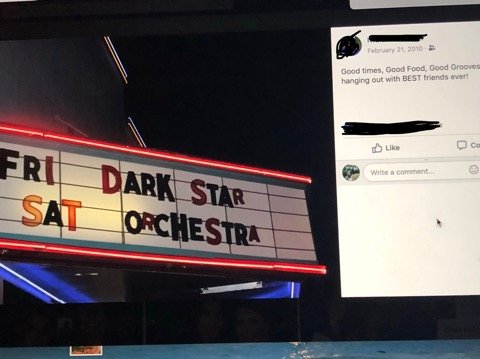 FRI DARK STAR
SAT ORCHESTRA
February 21, 2010
Good times, Good Food, Good Grooves
hanging out with BEST friends ever!
Like
Co
Write a comment...